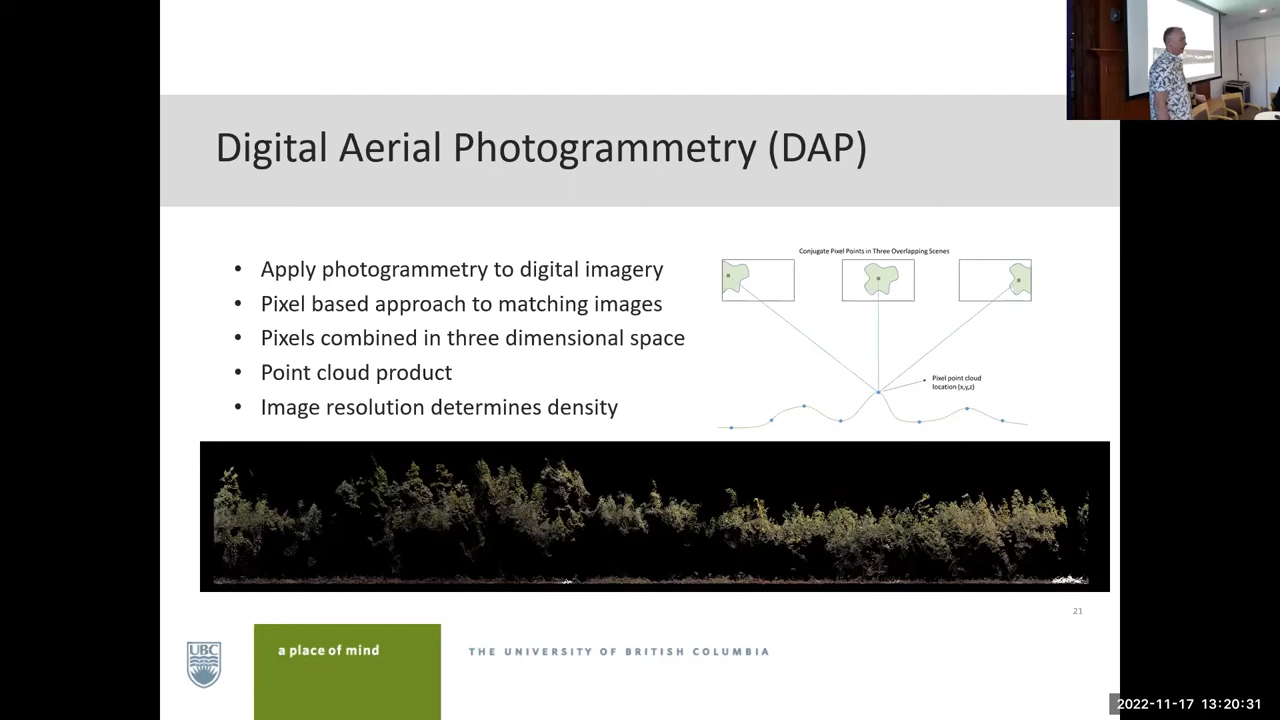 Digital Aerial Photogrammetry (DAP)
• Apply photogrammetry to digital imagery
• Pixel based approach to matching images
• Pixels combined in three dimensional space
• Point cloud product
• Image resolution determines density
Conjugate Pixel Points in Three Overlapping Scenes
Pixel point cloud
location (x,y,z)
21
UBC
a place of mind
THE UNIVERSITY OF BRITISH COLUMBIA
2022-11-17 13:20:31